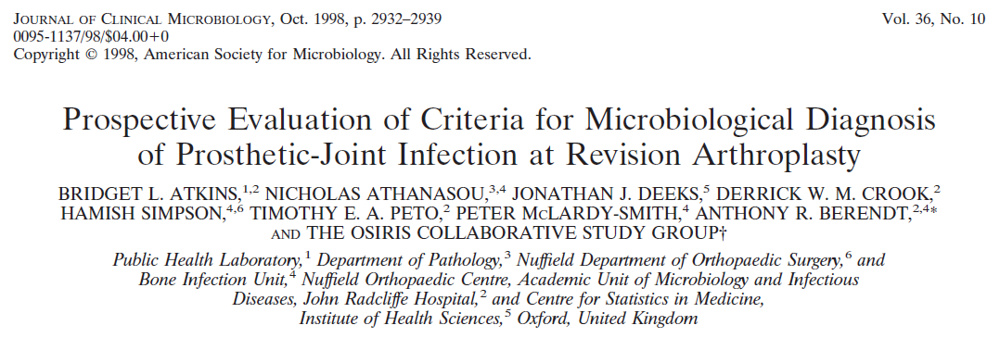 JOURNAL OF CLINICAL MICROBIOLOGY, Oct. 1998, p. 2932–2939 Vol. 36, No. 10
0095-1137/98/$04.00+0
Copyright © 1998, American Society for Microbiology. All Rights Reserved.
Prospective Evaluation of Criteria for Microbiological Diagnosis
of Prosthetic-Joint Infection at Revision Arthroplasty
BRIDGET L. ATKINS,1,2 NICHOLAS ATHANASOU,3,4 JONATHAN J. DEEKS,5 DERRICK W. M. CROOK,2
HAMISH SIMPSON,4,6 TIMOTHY E. A. PETO,2 PETER MCLARDY-SMITH,4 ANTHONY R. BERENDT,2,4*
AND THE OSIRIS COLLABORATIVE STUDY GROUP†
Public Health Laboratory,1 Department of Pathology,3 Nuffield Department of Orthopaedic Surgery,6 and
Bone Infection Unit,4 Nuffield Orthopaedic Centre, Academic Unit of Microbiology and Infectious
Diseases, John Radcliffe Hospital,2 and Centre for Statistics in Medicine,
Institute of Health Sciences,5 Oxford, United Kingdom